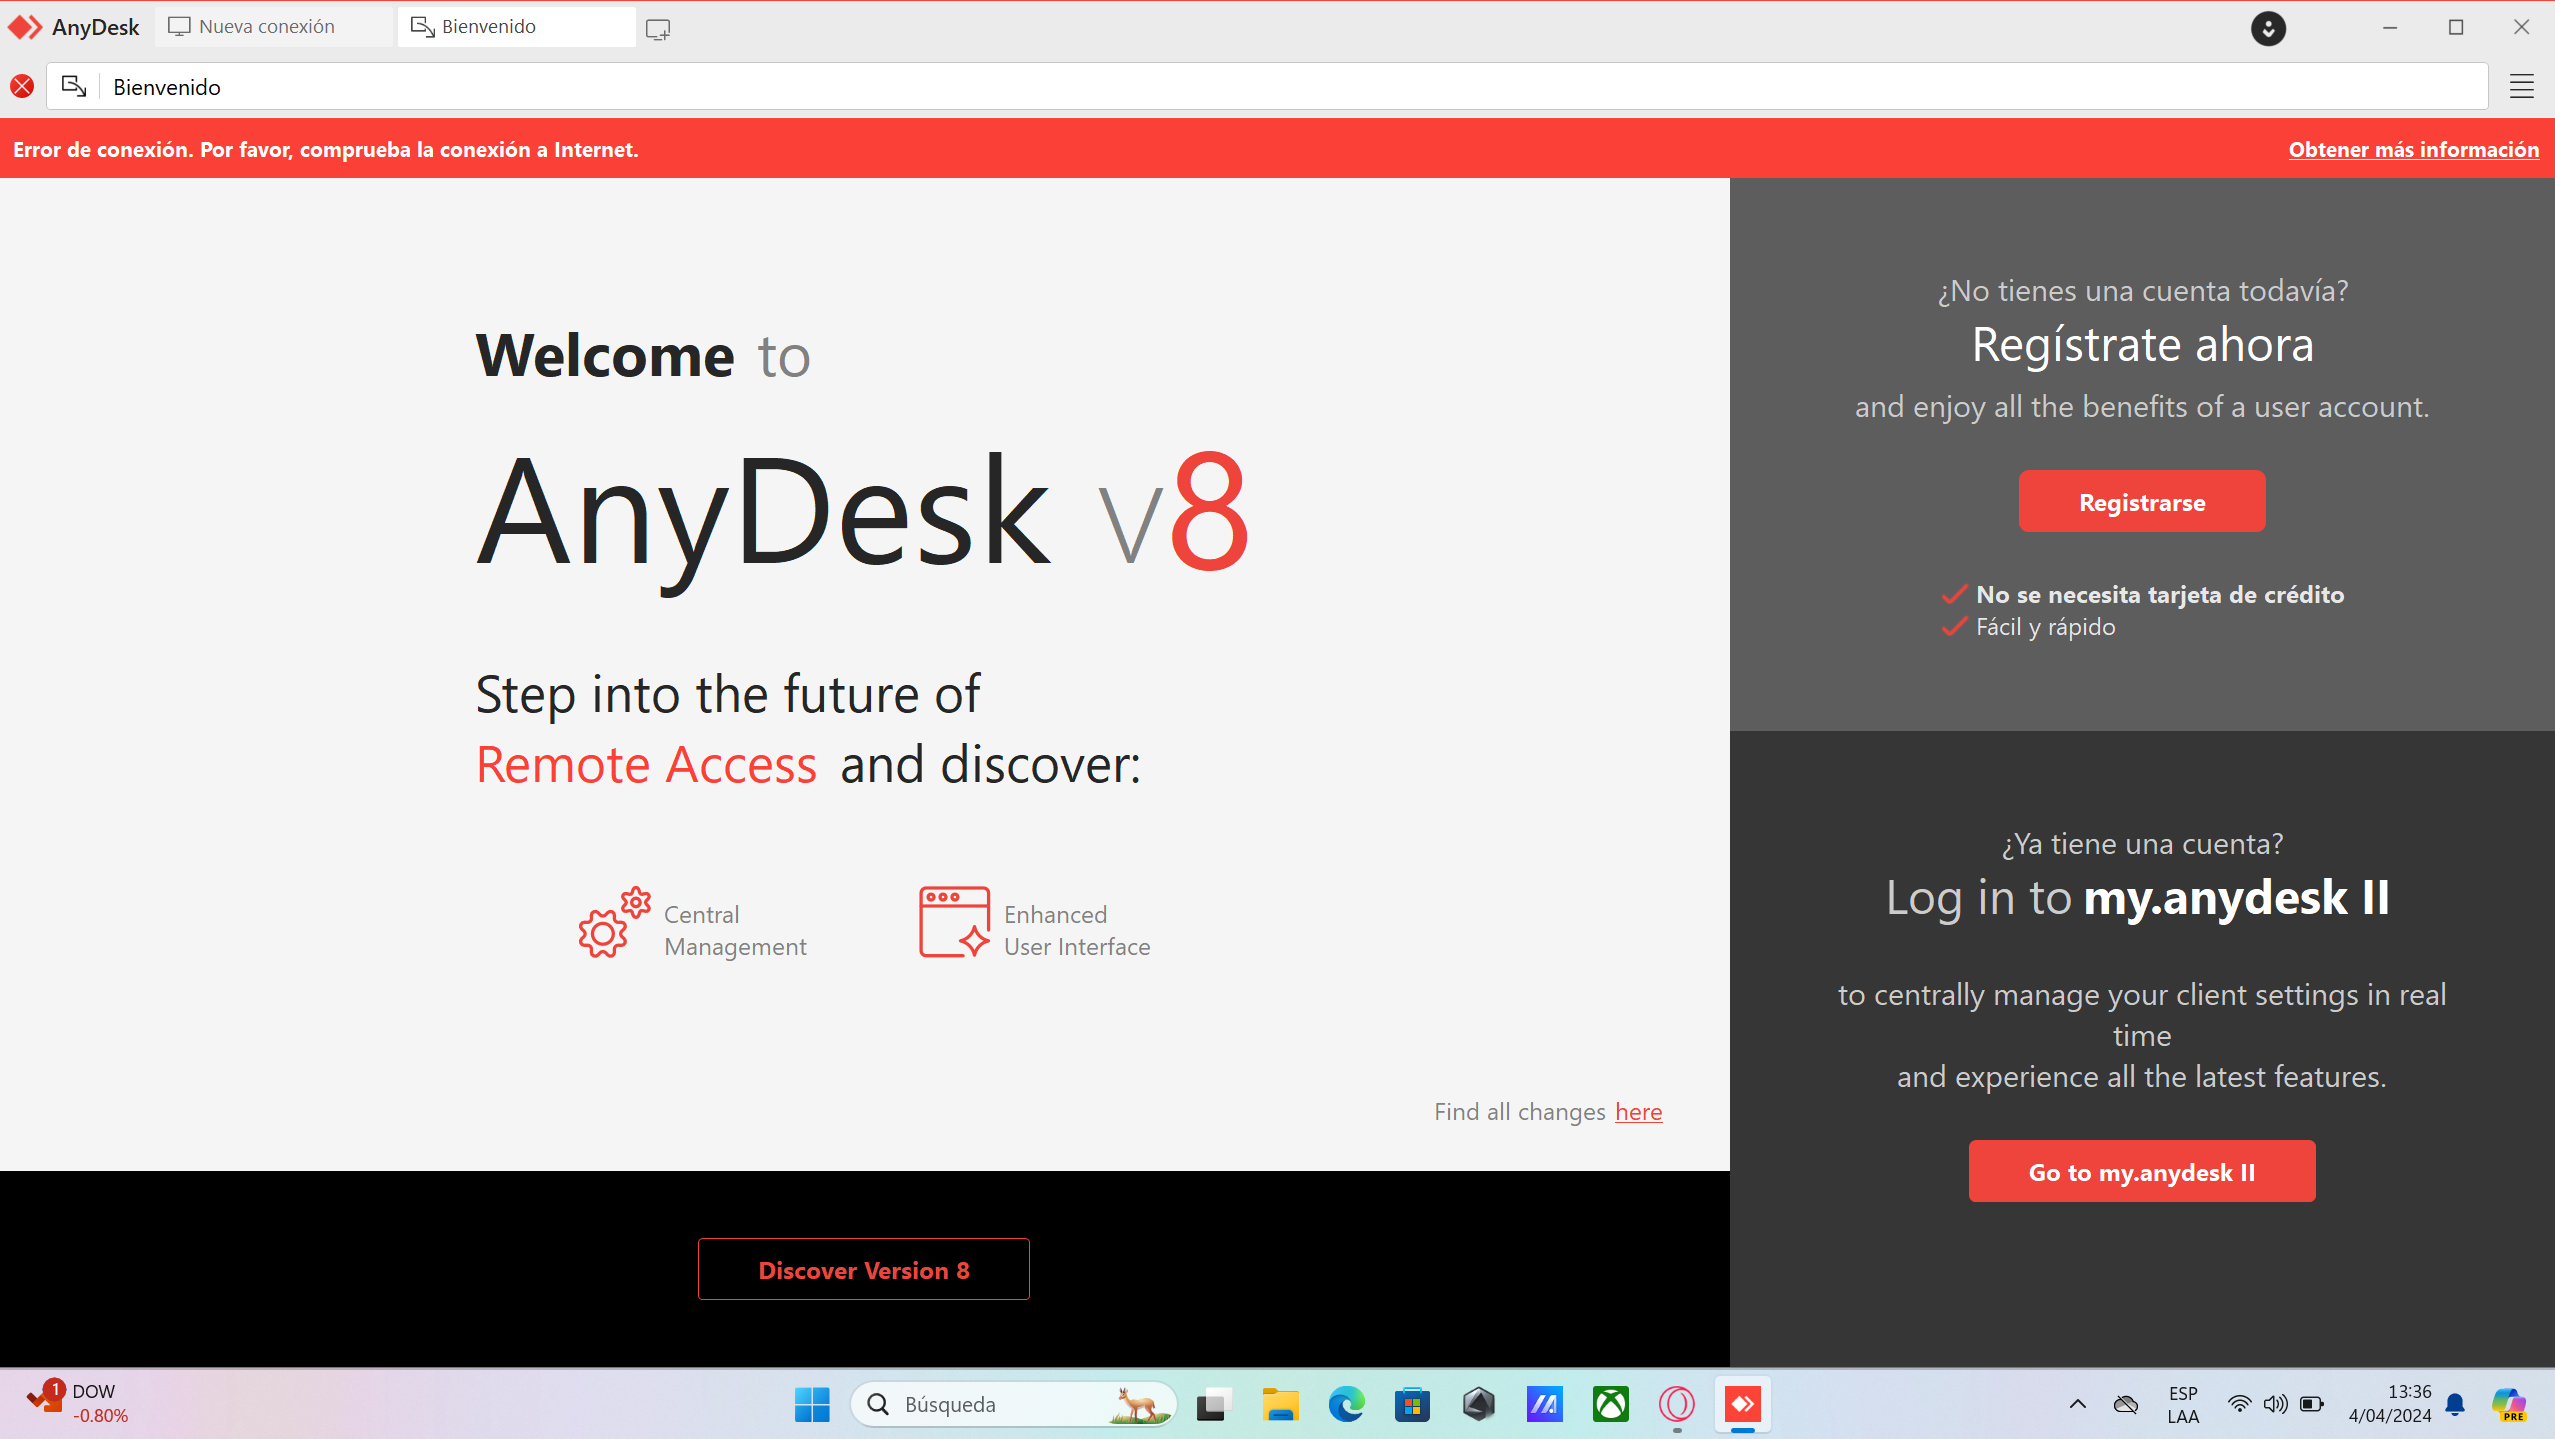 AnyDesk
Nueva conexión
Bienvenido
Bienvenido
Error de conexión. Por favor, comprueba la conexión a Internet.
Obtener más información
Welcome to
AnyDesk v8
Step into the future of
Remote Access and discover:
Central
Management
Enhanced
User Interface
Find all changes here
Discover Version 8
¿No tienes una cuenta todavía?
Regístrate ahora
and enjoy all the benefits of a user account.
Registrarse
No se necesita tarjeta de crédito
Fácil y rápido
¿Ya tiene una cuenta?
Log in to my.anydesk II
to centrally manage your client settings in real
time
and experience all the latest features.
Go to my.anydesk II
1
DOW
-0.80%
Búsqueda
ESP
LAA
13:36
4/04/2024
PRE